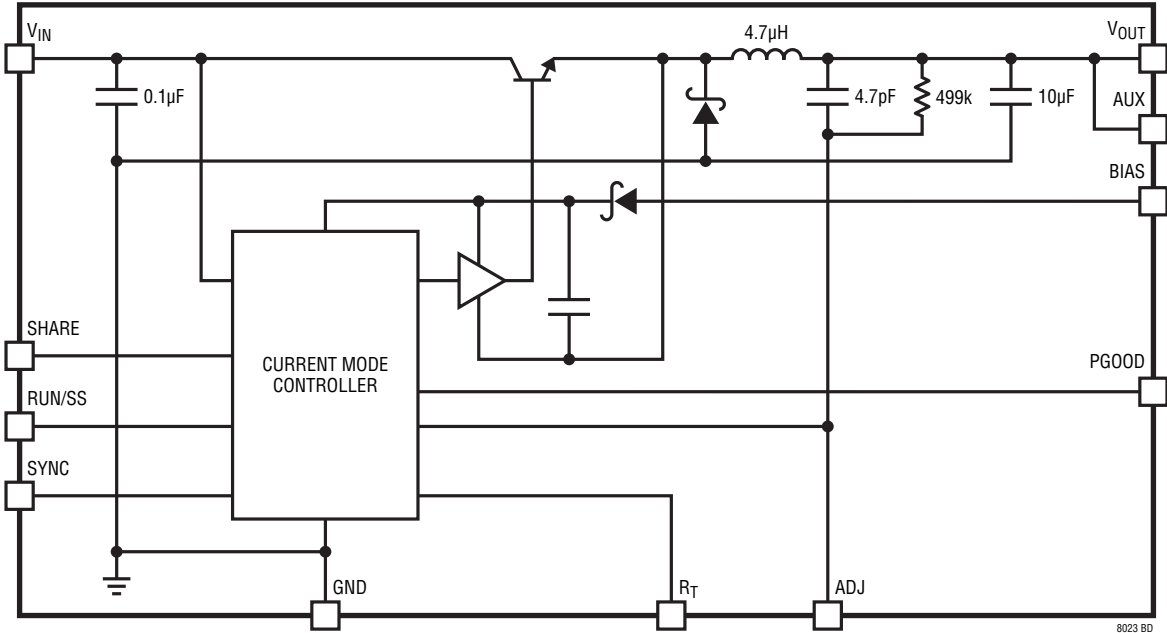 VIN
4.7µH
VOUT
0.1µF
4.7pF
499k
10µF
AUX
BIAS
SHARE
CURRENT MODE
CONTROLLER
PGOOD
RUN/SS
SYNC
GND
RT
ADJ
8023 BD